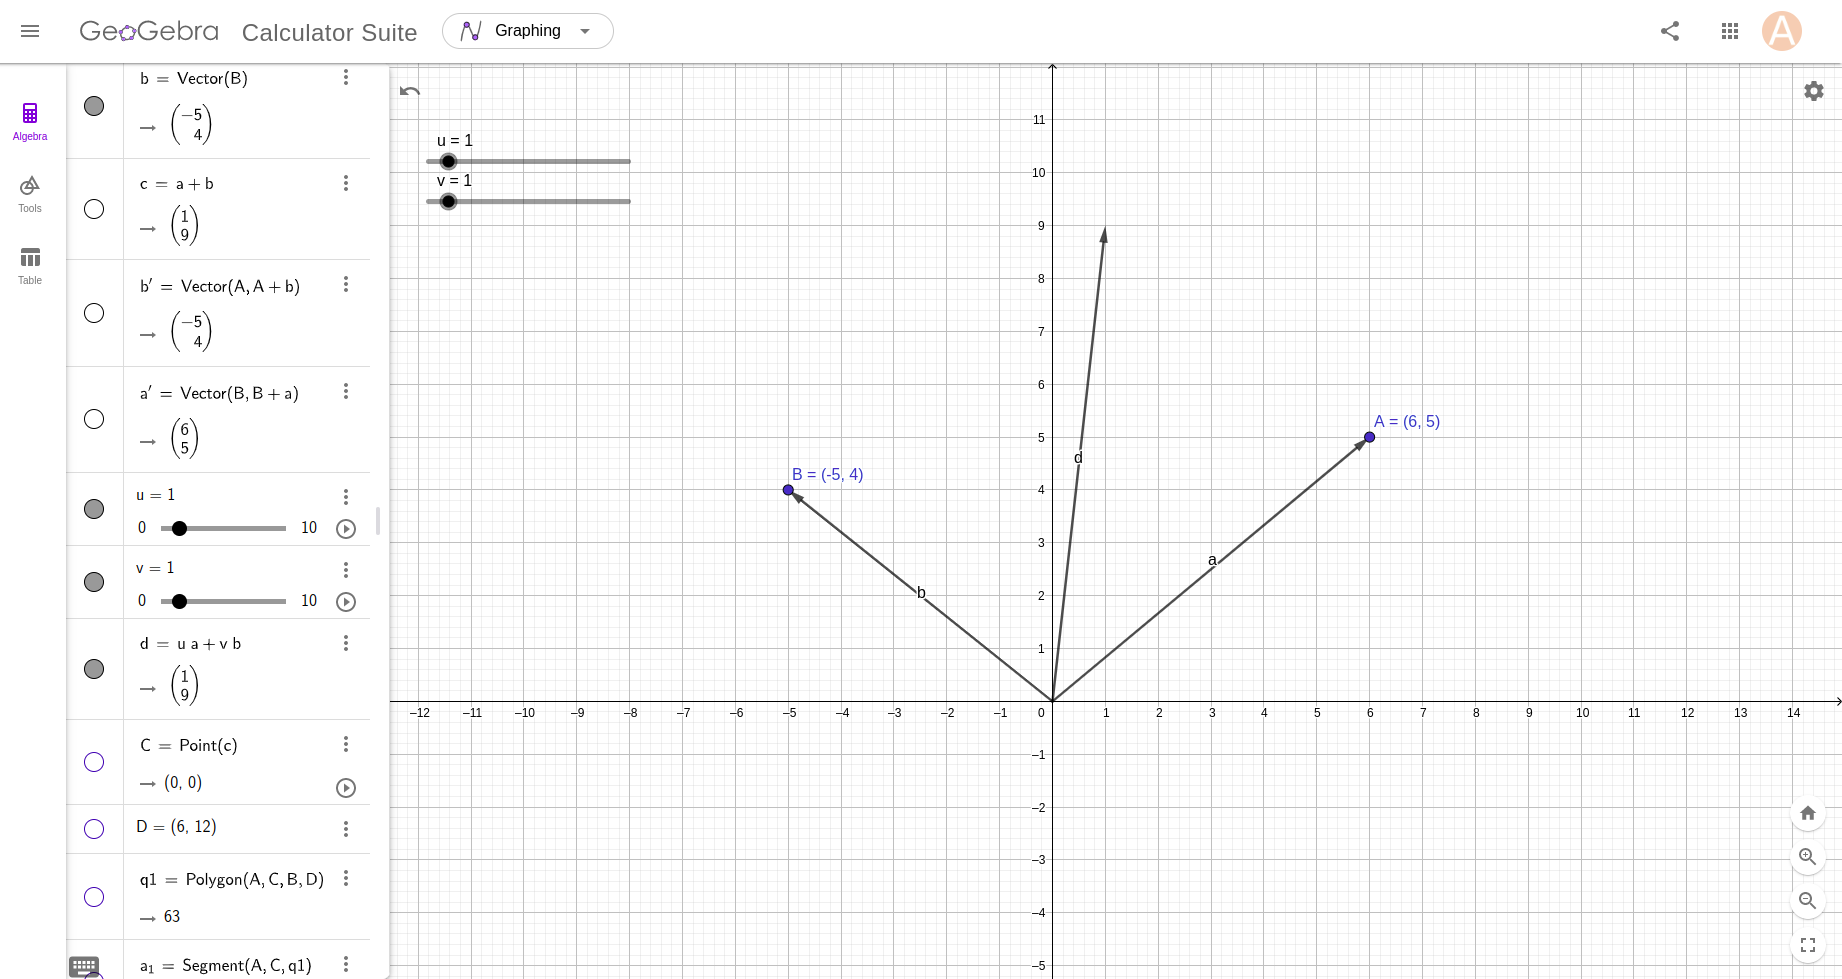 GeoGebra Calculator Suite
Graphing
A
Algebra
Tools
Table
b = Vector(B)
→ (−5
4)
c = a + b
→ (1
9)
b′ = Vector(A, A + b)
→ (−5
4)
a′ = Vector(B, B + a)
→ (6
5)
u = 1
0 10
v = 1
0 10
d = u a + v b
→ (1
9)
C = Point(c)
→ (0, 0)
D = (6, 12)
q1 = Polygon(A, C, B, D)
→ 63
a₁ = Segment(A, C, q1)
u = 1
v = 1
11
10
9
8
7
6
A = (6, 5)
5
d
B = (-5, 4)
4
3
a
b
2
1
–12 –11 –10 –9 –8 –7 –6 –5 –4 –3 –2 –1 0 1 2 3 4 5 6 7 8 9 10 11 12 13 14
–1
–2
–3
–4
–5